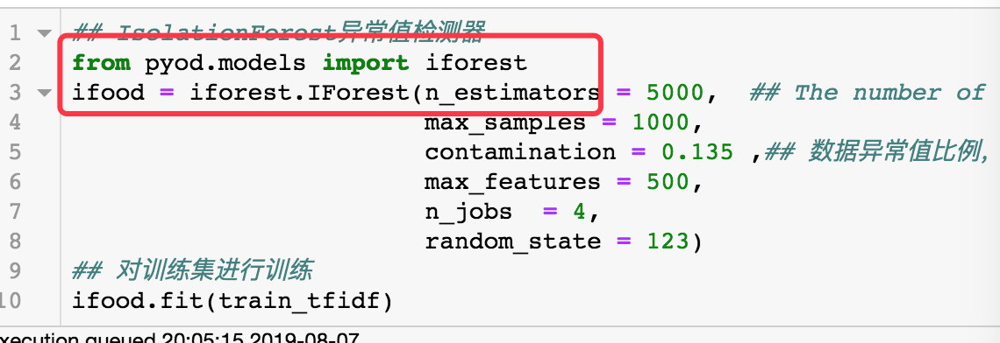 1 ## IsolationForest异常值检测器
2 from pyod.models import iforest
3 ifood = iforest.IForest(n_estimators = 5000, ## The number of
4 max_samples = 1000,
5 contamination = 0.135 ,## 数据异常值比例,
6 max_features = 500,
7 n_jobs = 4,
8 random_state = 123)
9 ## 对训练集进行训练
10 ifood.fit(train_tfidf)
xecution queued 20:05:15 2019-08-07